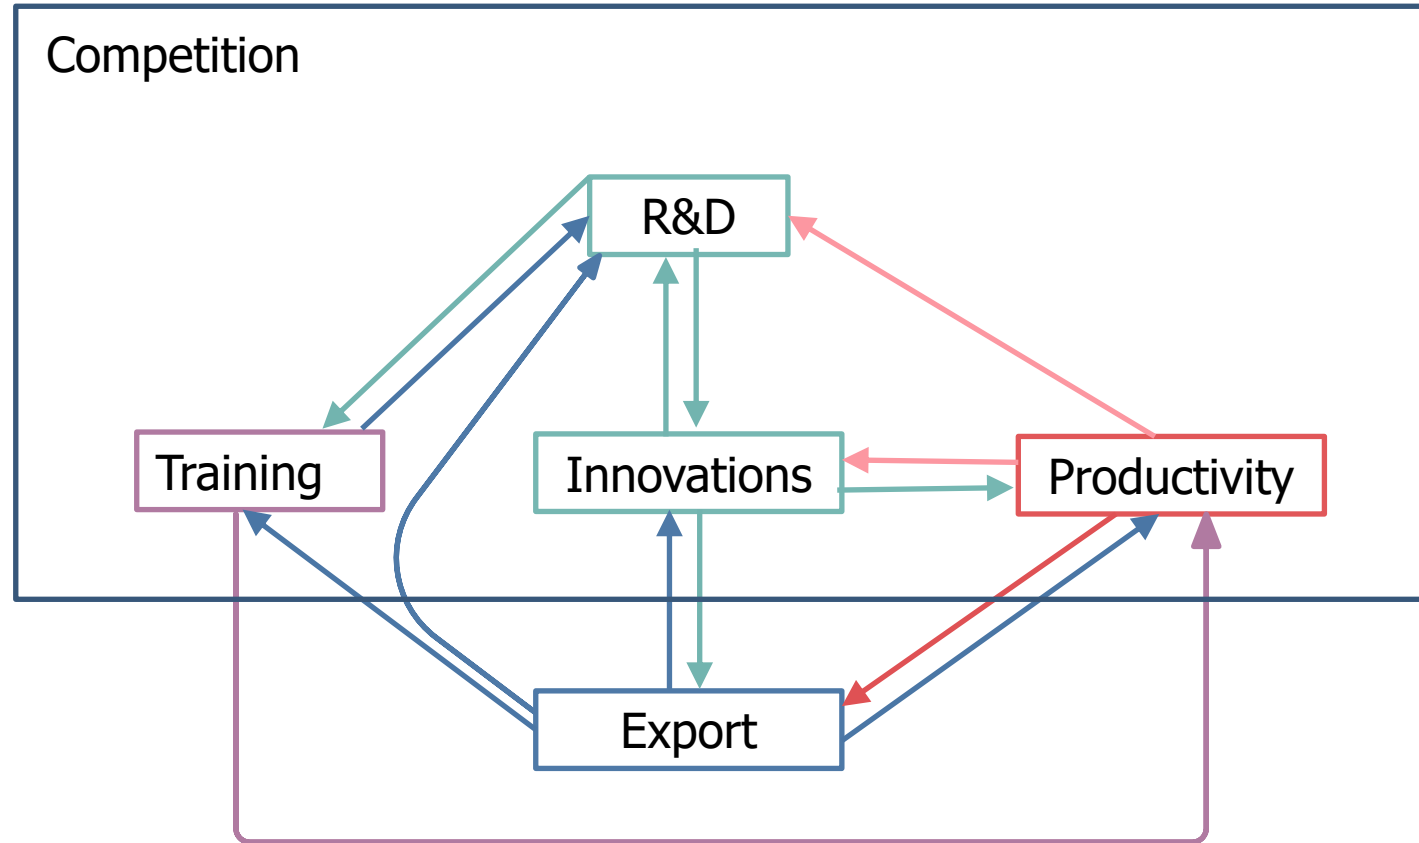 Competition
R&D
Training
Innovations
Productivity
Export